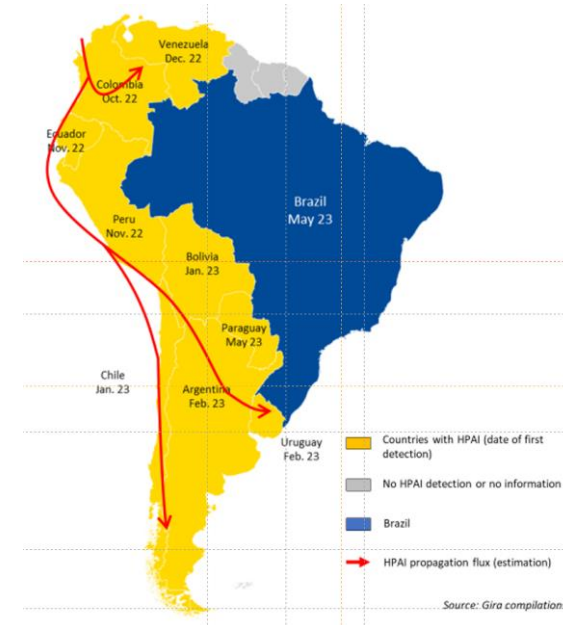 Venezuela
Dec. 22
Colombia
Oct. 22
Ecuador
Nov. 22
Brazil
May 23
Peru
Nov. 22
Bolivia
Jan. 23
Paraguay
May 23
Chile
Jan. 23
Argentina
Feb. 23
Uruguay
Feb. 23
Countries with HPAI (date of first
detection)
No HPAI detection or no information
Brazil
HPAI propagation flux (estimation)
Source: Gira compilation